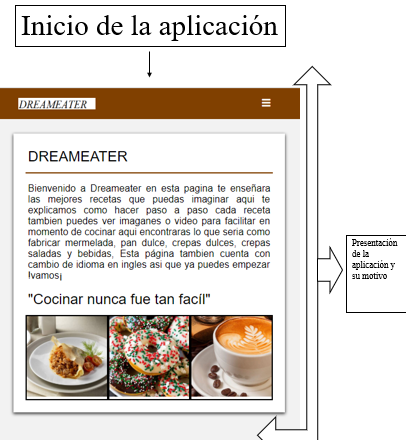 Inicio de la aplicación
DREAMEATER
DREAMEATER
Bienvenido a Dreameater en esta pagina te enseñara
las mejores recetas que puedas imaginar aqui te
explicamos como hacer paso a paso cada receta
tambien puedes ver imaganes o video para facilitar en
momento de cocinar aqui encontraras lo que seria como
fabricar mermelada, pan dulce, crepas dulces, crepas
saladas y bebidas, Esta página tambien cuenta con
cambio de idioma en ingles asi que ya puedes empezar
!vamos¡
"Cocinar nunca fue tan facíl"
Presentación
de la
aplicación y
su motivo